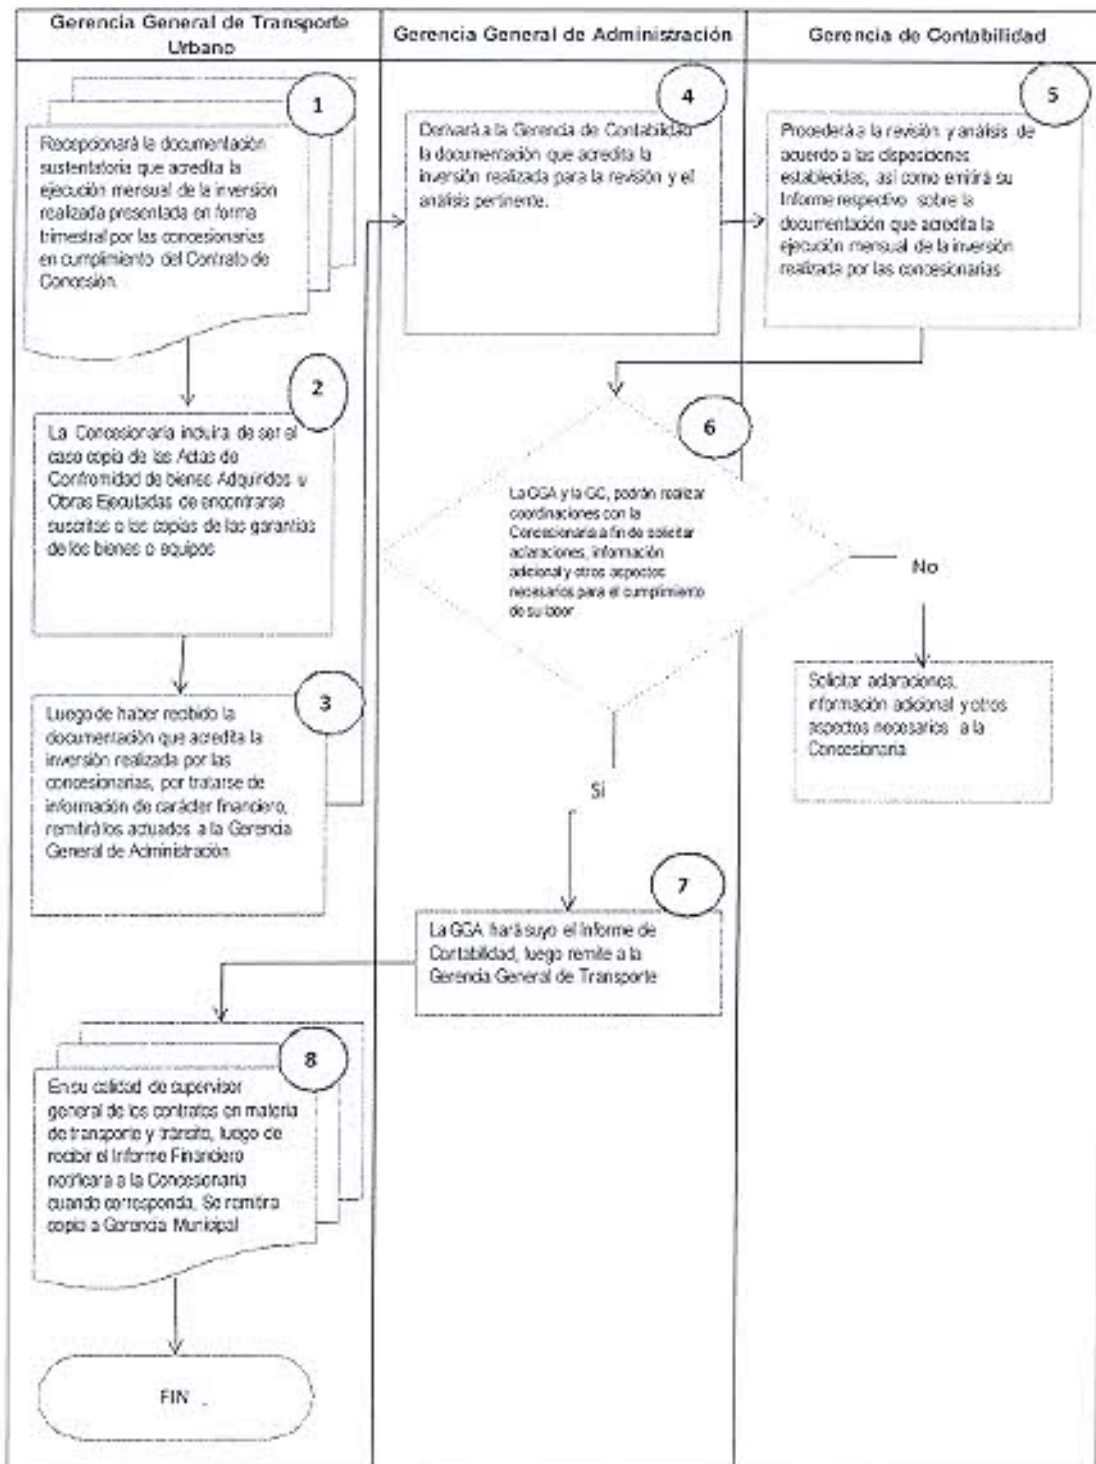 Gerencia General de Transporte
Urbano
Gerencia General de Administración
Gerencia de Contabilidad
1
Recepcionará la documentación
sustentatoria que acredita la
ejecución mensual de la inversión
realizada presentada en forma
trimestral por las concesionarias
en cumplimiento del Contrato de
Concesión.
2
La Concesionaria incluira de ser el
caso copia de las Actas de
Confromidad de bienes Adquiridos u
Obras Ejecutadas de encontrarse
suscritas o las copias de las garantías
de los bienes o equipos
3
Luego de haber recibido la
documentación que acredita la
inversión realizada por las
concesionarias, por tratarse de
información de carácter financiero,
remitirá los actuados a la Gerencia
General de Administración
4
Derivará a la Gerencia de Contabilidad
la documentación que acredita la
inversión realizada para la revisión y el
análisis pertinente.
5
Procederá a la revisión y análisis de
acuerdo a las disposiciones
establecidas, así como emitirá su
Informe respectivo sobre la
documentación que acredita la
ejecución mensual de la inversión
realizada por las concesionarias
6
La GGA y la GC, podrán realizar
coordinaciones con la
Concesionaria a fin de solicitar
aclaraciones, información
adicional y otros aspectos
necesarios para el cumplimiento
de su labor
No
Solicitar aclaraciones,
información adicional y otros
aspectos necesarios a la
Concesionaria
Si
7
La GGA hará suyo el Informe de
Contabilidad, luego remite a la
Gerencia General de Transporte
8
En su calidad de supervisor
general de los contratos en materia
de transporte y tránsito, luego de
recibir el Informe Financiero
notificara a la Concesionaria
cuando corresponda. Se remitira
copia a Gerencia Municipal
FIN